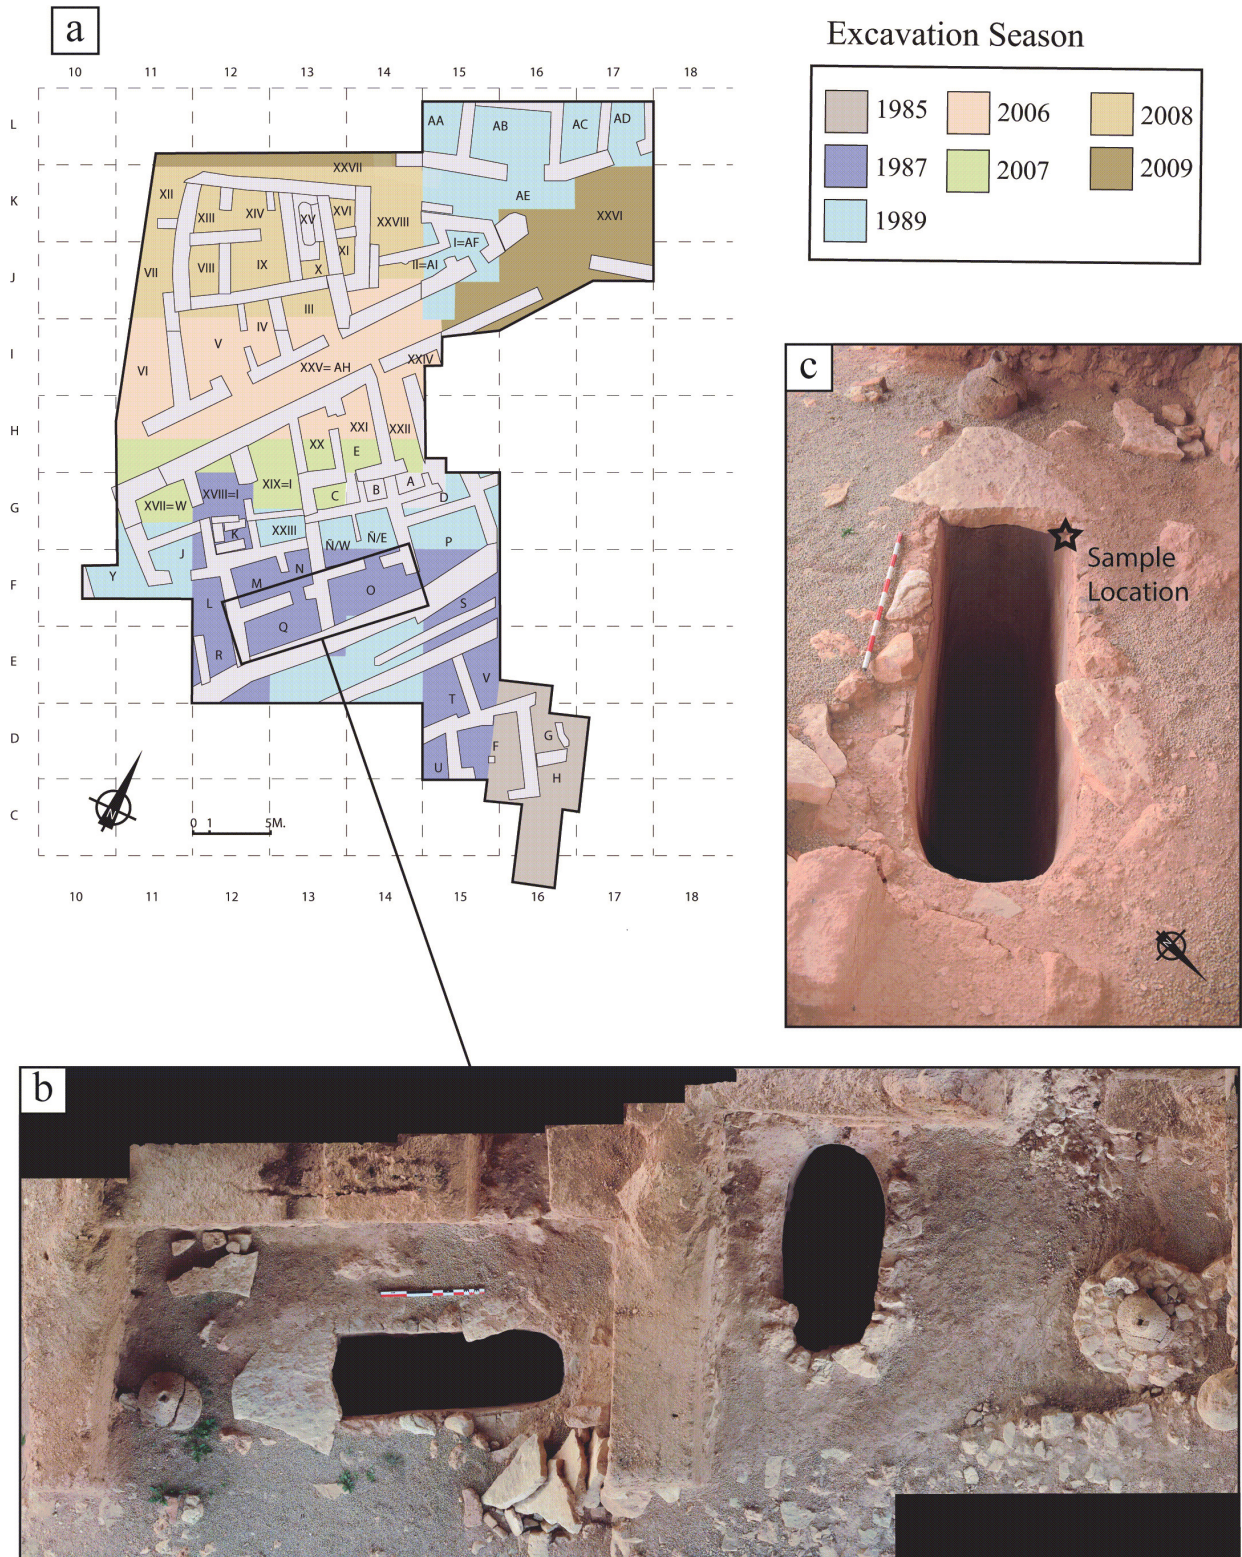 a
Excavation Season
1985 2006 2008
1987 2007 2009
1989
10 11 12 13 14 15 16 17 18
L
K
J
I
H
G
F
E
D
C
AA AB AC AD
XXVII
XII AE
XIII XIV XV XVI XXVIII XXVI
I=AF
VII VIII IX X XI II=AI
III
IV
V
VI XXV= AH XXIV
XX XXI XXII
E
XVII=W XVIII=I XIX=I C B A D
K XXIII
J Ñ/W Ñ/E P
Y M N O
L S
Q
R
V
T
F G
U H
N
0 1 5M.
10 11 12 13 14 15 16 17 18
c
Sample
Location
b